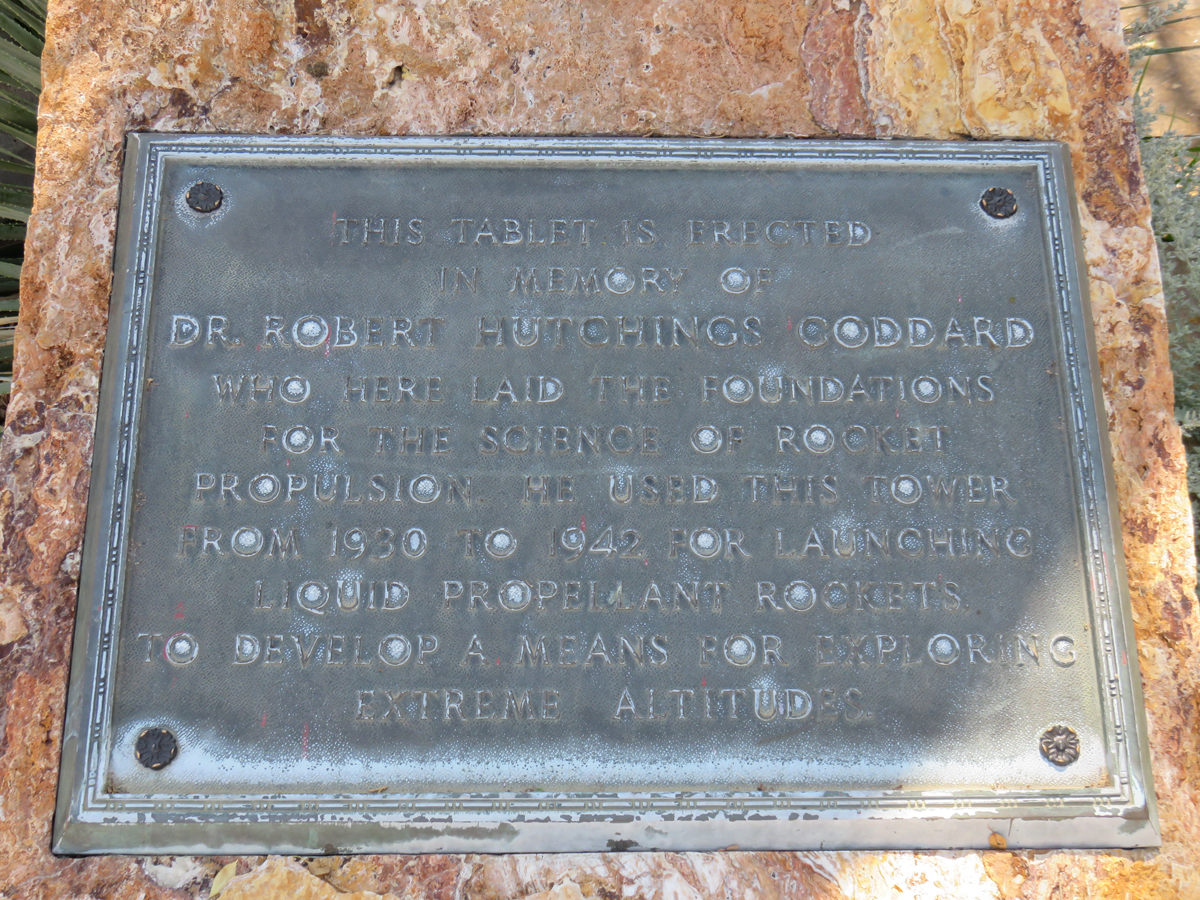 THIS TABLET IS ERECTED
IN MEMORY OF
DR. ROBERT HUTCHINGS GODDARD
WHO HERE LAID THE FOUNDATIONS
FOR THE SCIENCE OF ROCKET
PROPULSION. HE USED THIS TOWER
FROM 1930 TO 1942 FOR LAUNCHING
LIQUID PROPELLANT ROCKETS
TO DEVELOP A MEANS FOR EXPLORING
EXTREME ALTITUDES.